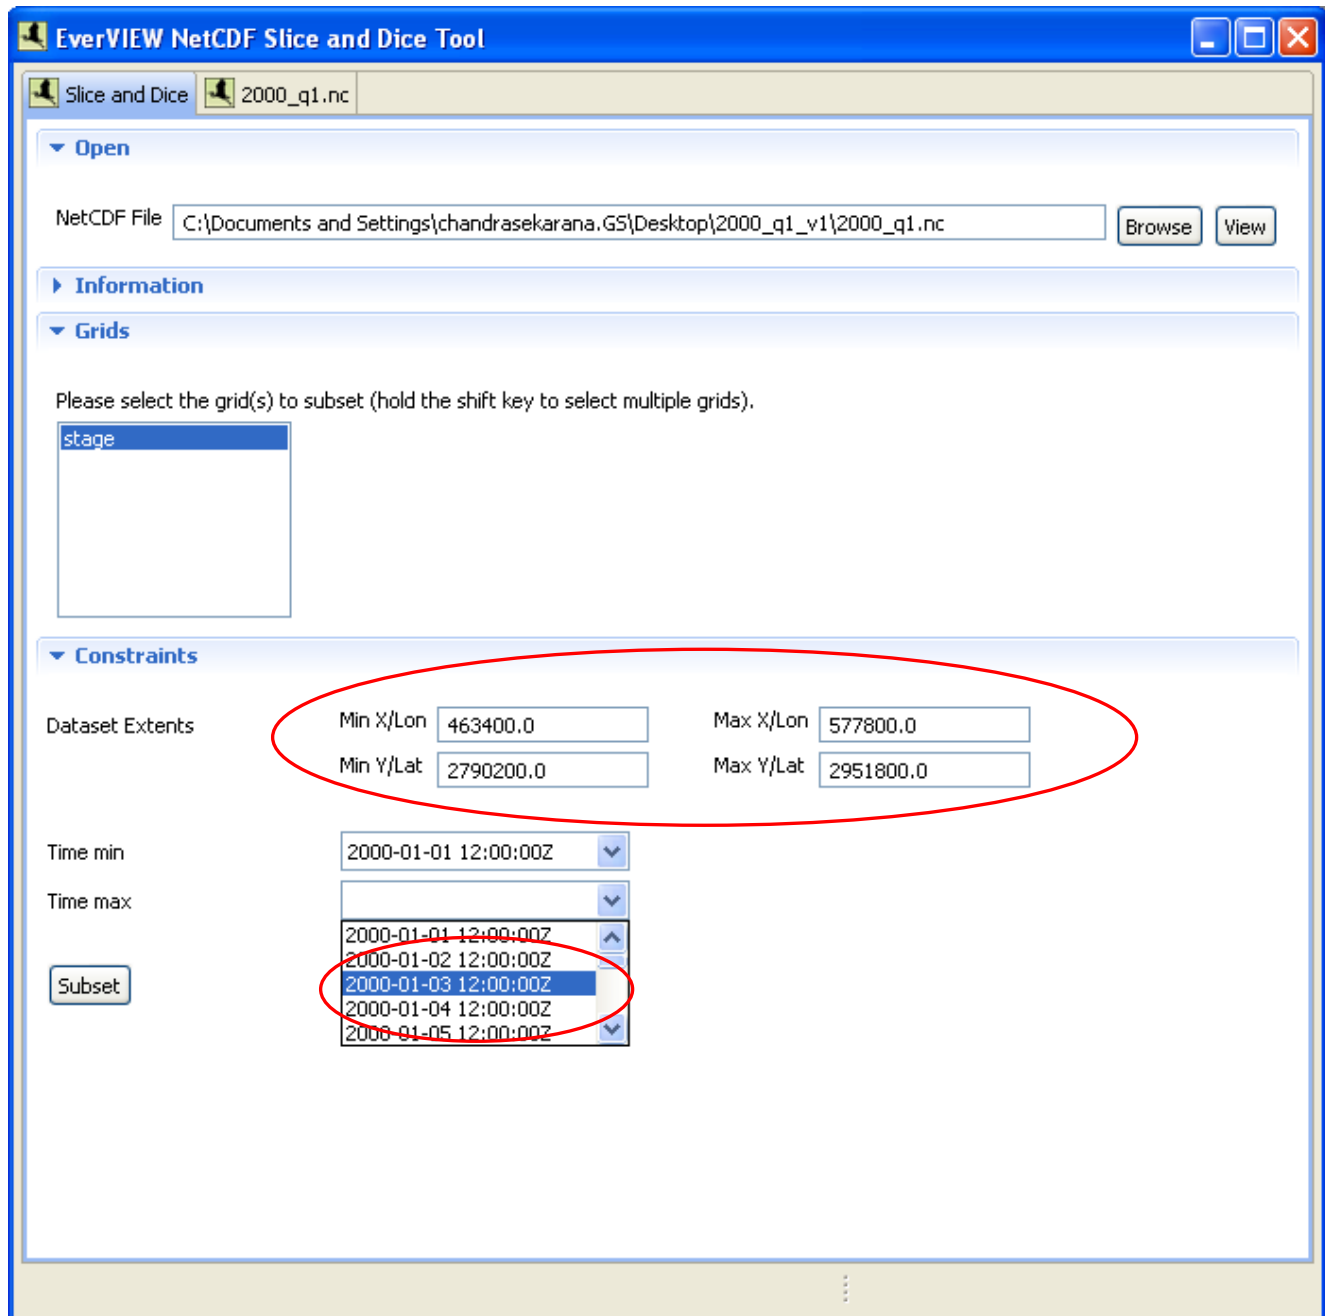 EverVIEW NetCDF Slice and Dice Tool
Slice and Dice 2000_q1.nc
Open
NetCDF File C:\Documents and Settings\chandrasekarana.GS\Desktop\2000_q1_v1\2000_q1.nc Browse View
Information
Grids
Please select the grid(s) to subset (hold the shift key to select multiple grids).
stage
Constraints
Dataset Extents Min X/Lon 463400.0 Max X/Lon 577800.0
Min Y/Lat 2790200.0 Max Y/Lat 2951800.0
Time min 2000-01-01 12:00:00Z
Time max
2000-01-01 12:00:00Z
2000-01-02 12:00:00Z
Subset 2000-01-03 12:00:00Z
2000-01-04 12:00:00Z
2000-01-05 12:00:00Z